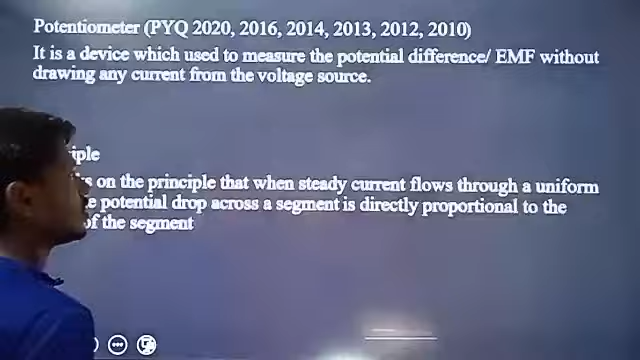 Potentiometer (PYQ 2020, 2016, 2014, 2013, 2012, 2010)
It is a device which used to measure the potential difference/ EMF without
drawing any current from the voltage source.
iple
s on the principle that when steady current flows through a uniform
e potential drop across a segment is directly proportional to the
of the segment